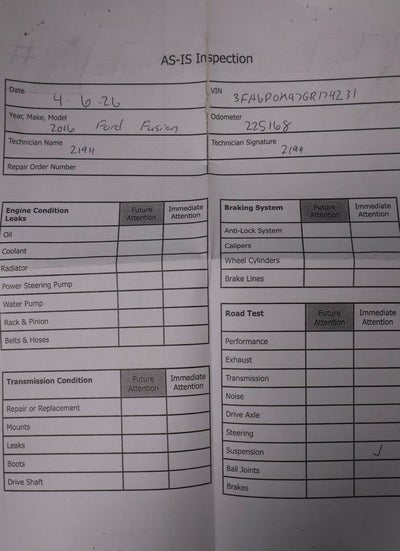 AS-IS Inspection
Date 4-6-26
VIN 3FA6P0K97GR174231
Year, Make, Model 2016 Ford Fusion
Odometer 225168
Technician Name
Technician Signature
Repair Order Number
Engine Condition Leaks Future Attention Immediate Attention
Oil
Coolant
Radiator
Power Steering Pump
Water Pump
Rack & Pinion
Belts & Hoses
Braking System Future Attention Immediate Attention
Anti-Lock System
Calipers
Wheel Cylinders
Brake Lines
Transmission Condition Future Attention Immediate Attention
Repair or Replacement
Mounts
Leaks
Boots
Drive Shaft
Road Test Future Attention Immediate Attention
Performance
Exhaust
Transmission
Noise
Drive Axle
Steering
Suspension ✓
Ball Joints
Brakes